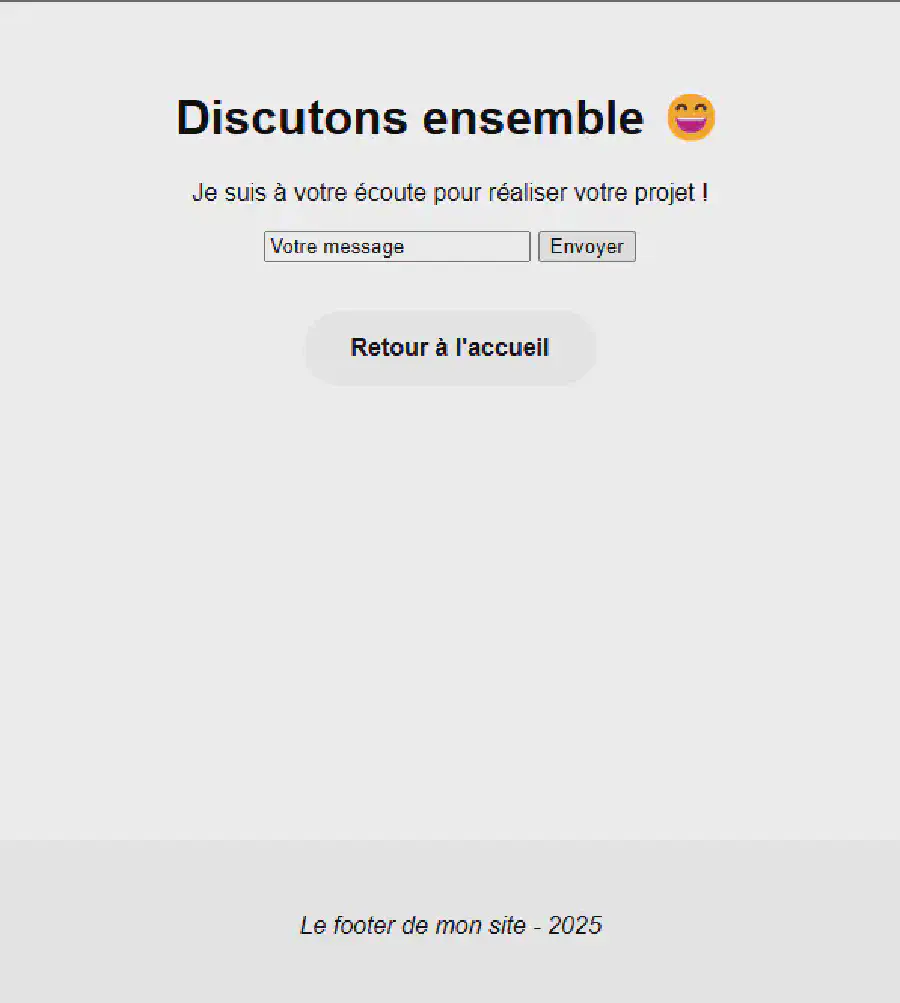 Discutons ensemble 😄
Je suis à votre écoute pour réaliser votre projet !
Votre message Envoyer
Retour à l'accueil
Le footer de mon site - 2025